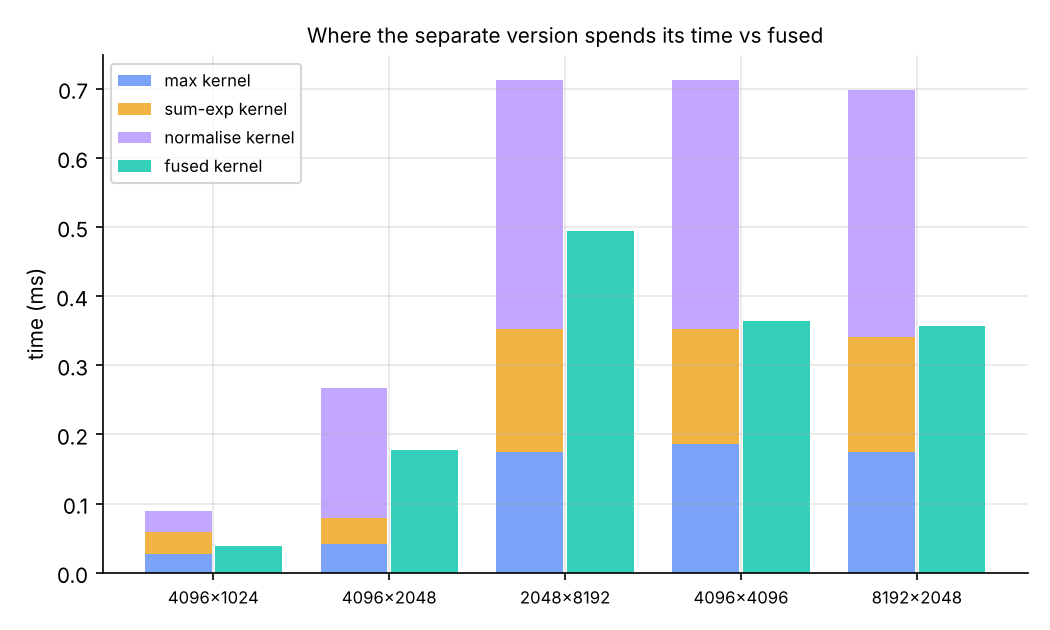 Where the separate version spends its time vs fused
max kernel
sum-exp kernel
normalise kernel
fused kernel
time (ms)
0.7
0.6
0.5
0.4
0.3
0.2
0.1
0.0
4096×1024
4096×2048
2048×8192
4096×4096
8192×2048